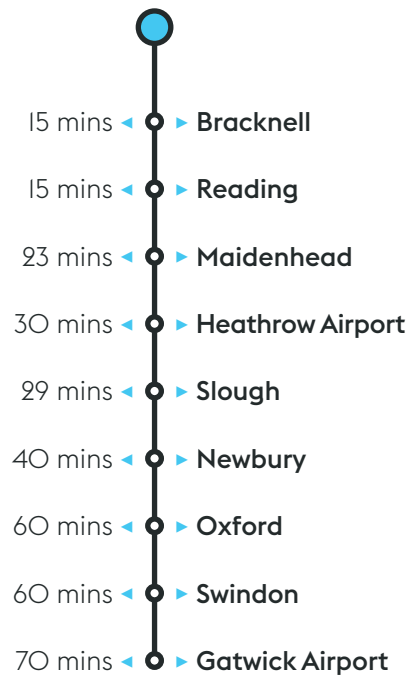 15 mins Bracknell
15 mins Reading
23 mins Maidenhead
30 mins Heathrow Airport
29 mins Slough
40 mins Newbury
60 mins Oxford
60 mins Swindon
70 mins Gatwick Airport